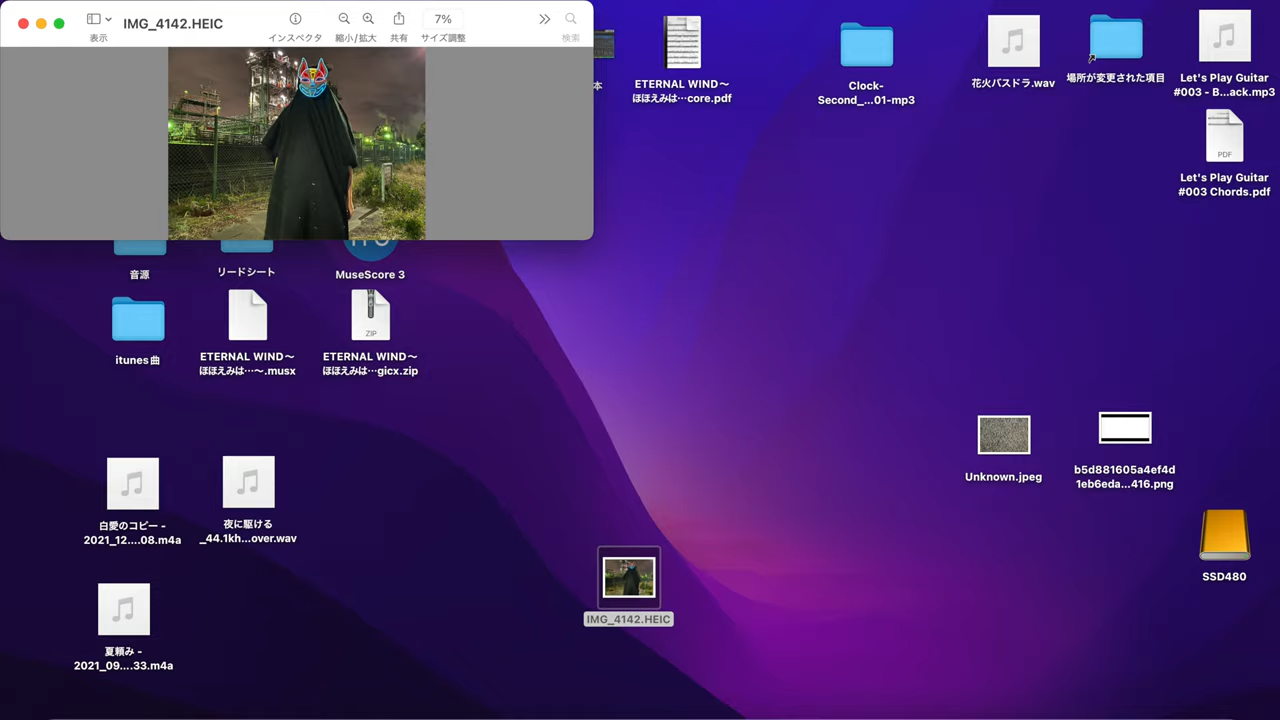 IMG_4142.HEIC
7%
表示
インスペクタ
縮小/拡大
共有
サイズ調整
検索
本
ETERNAL WIND〜
ほほえみは…core.pdf
Clock-
Second_...01-mp3
花火バスドラ.wav
場所が変更された項目
Let's Play Guitar
#003 - B...ack.mp3
PDF
Let's Play Guitar
#003 Chords.pdf
音源
リードシート
MuseScore 3
itunes曲
ETERNAL WIND〜
ほほえみは…〜.musx
ZIP
ETERNAL WIND〜
ほほえみは…gicx.zip
Unknown.jpeg
b5d881605a4ef4d
1eb6eda...416.png
白愛のコピー -
2021_12....08.m4a
夜に駆ける
_44.1kh...over.wav
SSD480
IMG_4142.HEIC
夏頼み -
2021_09....33.m4a